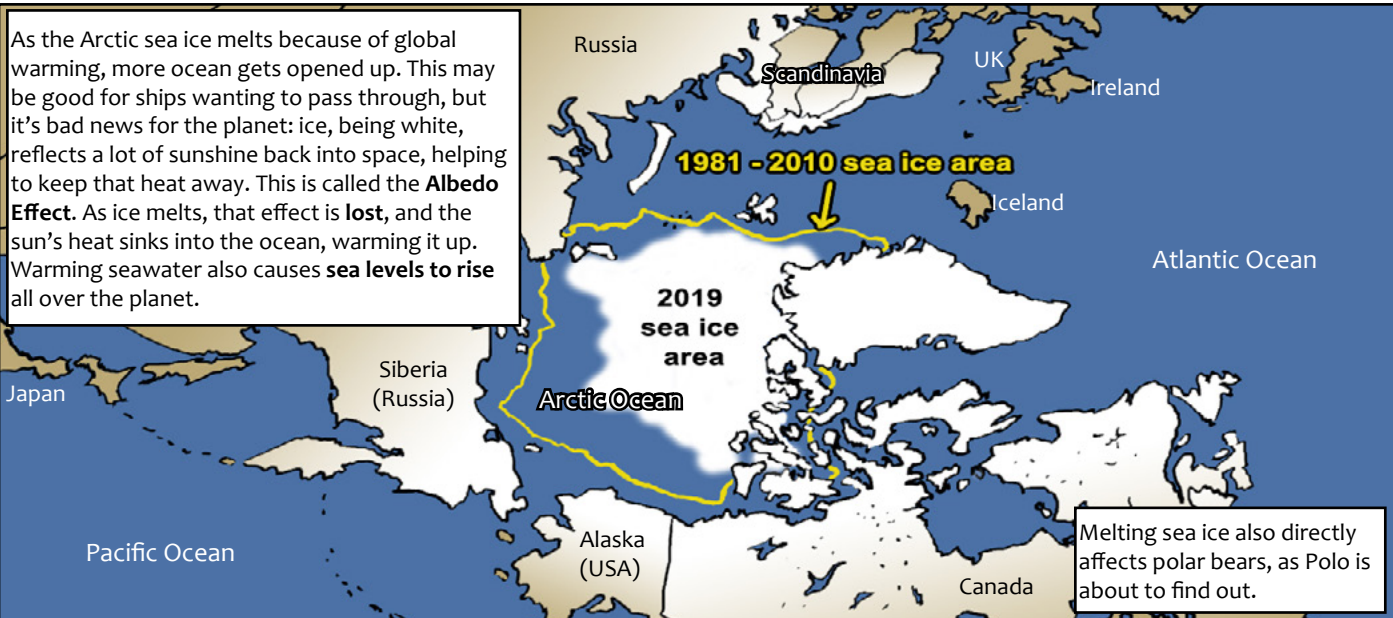 As the Arctic sea ice melts because of global
warming, more ocean gets opened up. This may
be good for ships wanting to pass through, but
it's bad news for the planet: ice, being white,
reflects a lot of sunshine back into space, helping
to keep that heat away. This is called the Albedo
Effect. As ice melts, that effect is lost, and the
sun's heat sinks into the ocean, warming it up.
Warming seawater also causes sea levels to rise
all over the planet.
Russia
Scandinavia
UK
Ireland
1981 - 2010 sea ice area
Iceland
Atlantic Ocean
2019
sea ice
area
Japan
Siberia
(Russia)
Arctic Ocean
Pacific Ocean
Alaska
(USA)
Canada
Melting sea ice also directly
affects polar bears, as Polo is
about to find out.